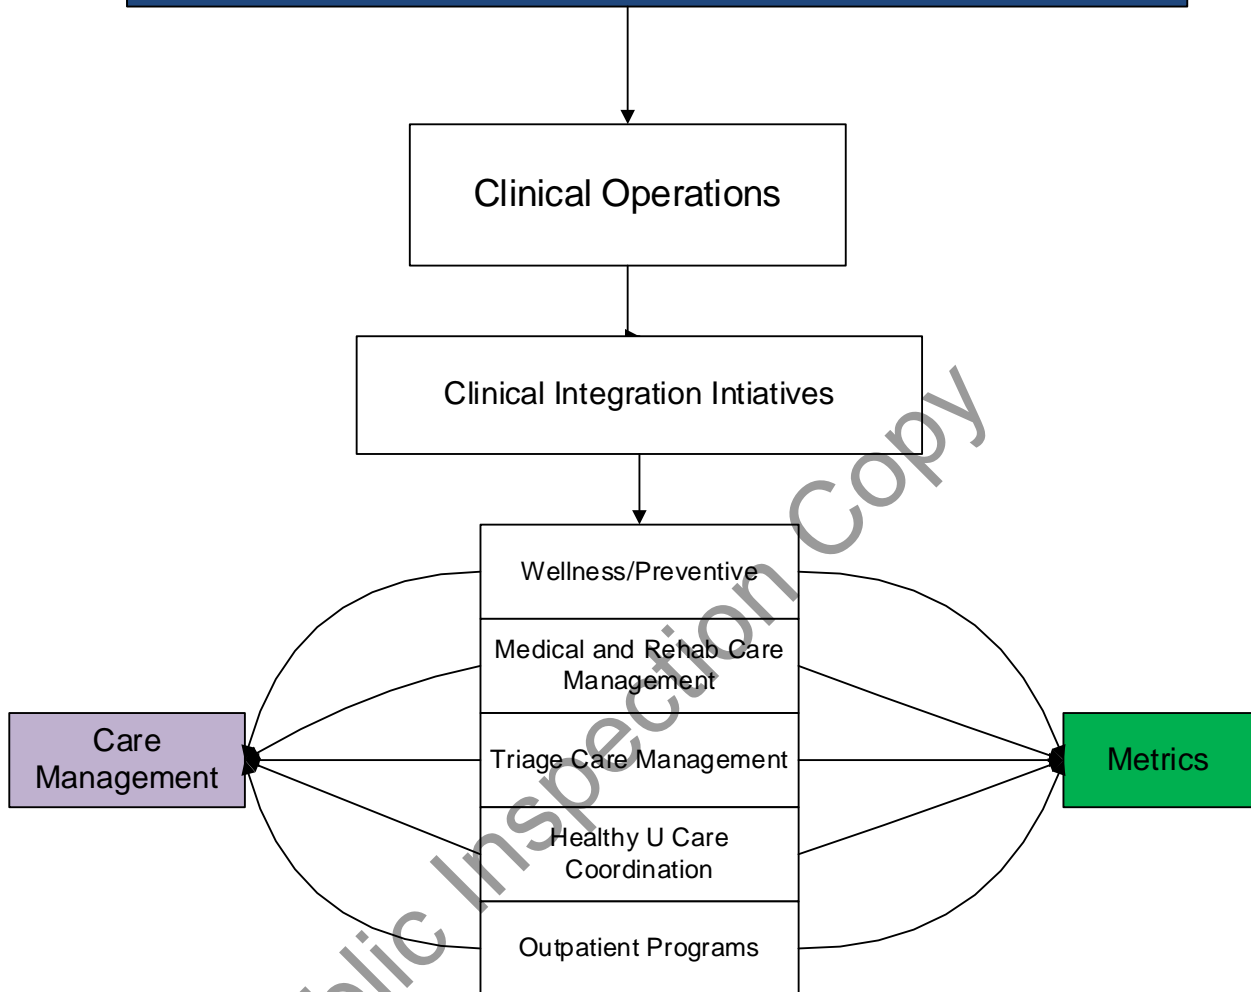 Clinical Operations
Clinical Integration Intiatives
Wellness/Preventive
Medical and Rehab Care
Management
Triage Care Management
Healthy U Care
Coordination
Outpatient Programs
Care
Management
Metrics
blic Inspection Copy